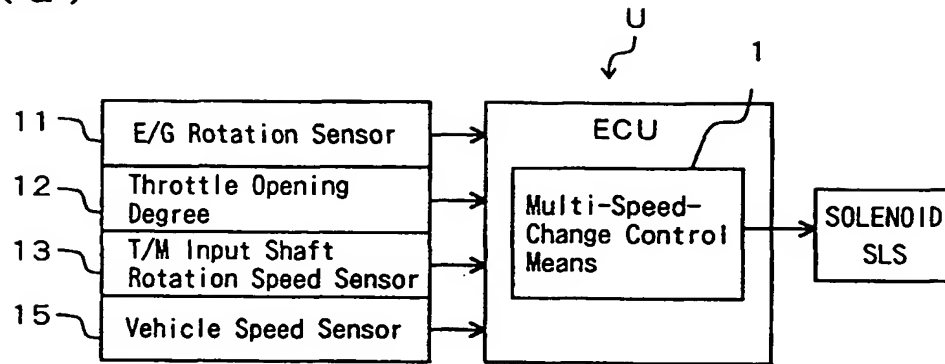 U
1
11
E/G Rotation Sensor
ECU
12
Throttle Opening
Degree
Multi-Speed-
Change Control
Means
SOLENOID
SLS
13
T/M Input Shaft
Rotation Speed Sensor
15
Vehicle Speed Sensor